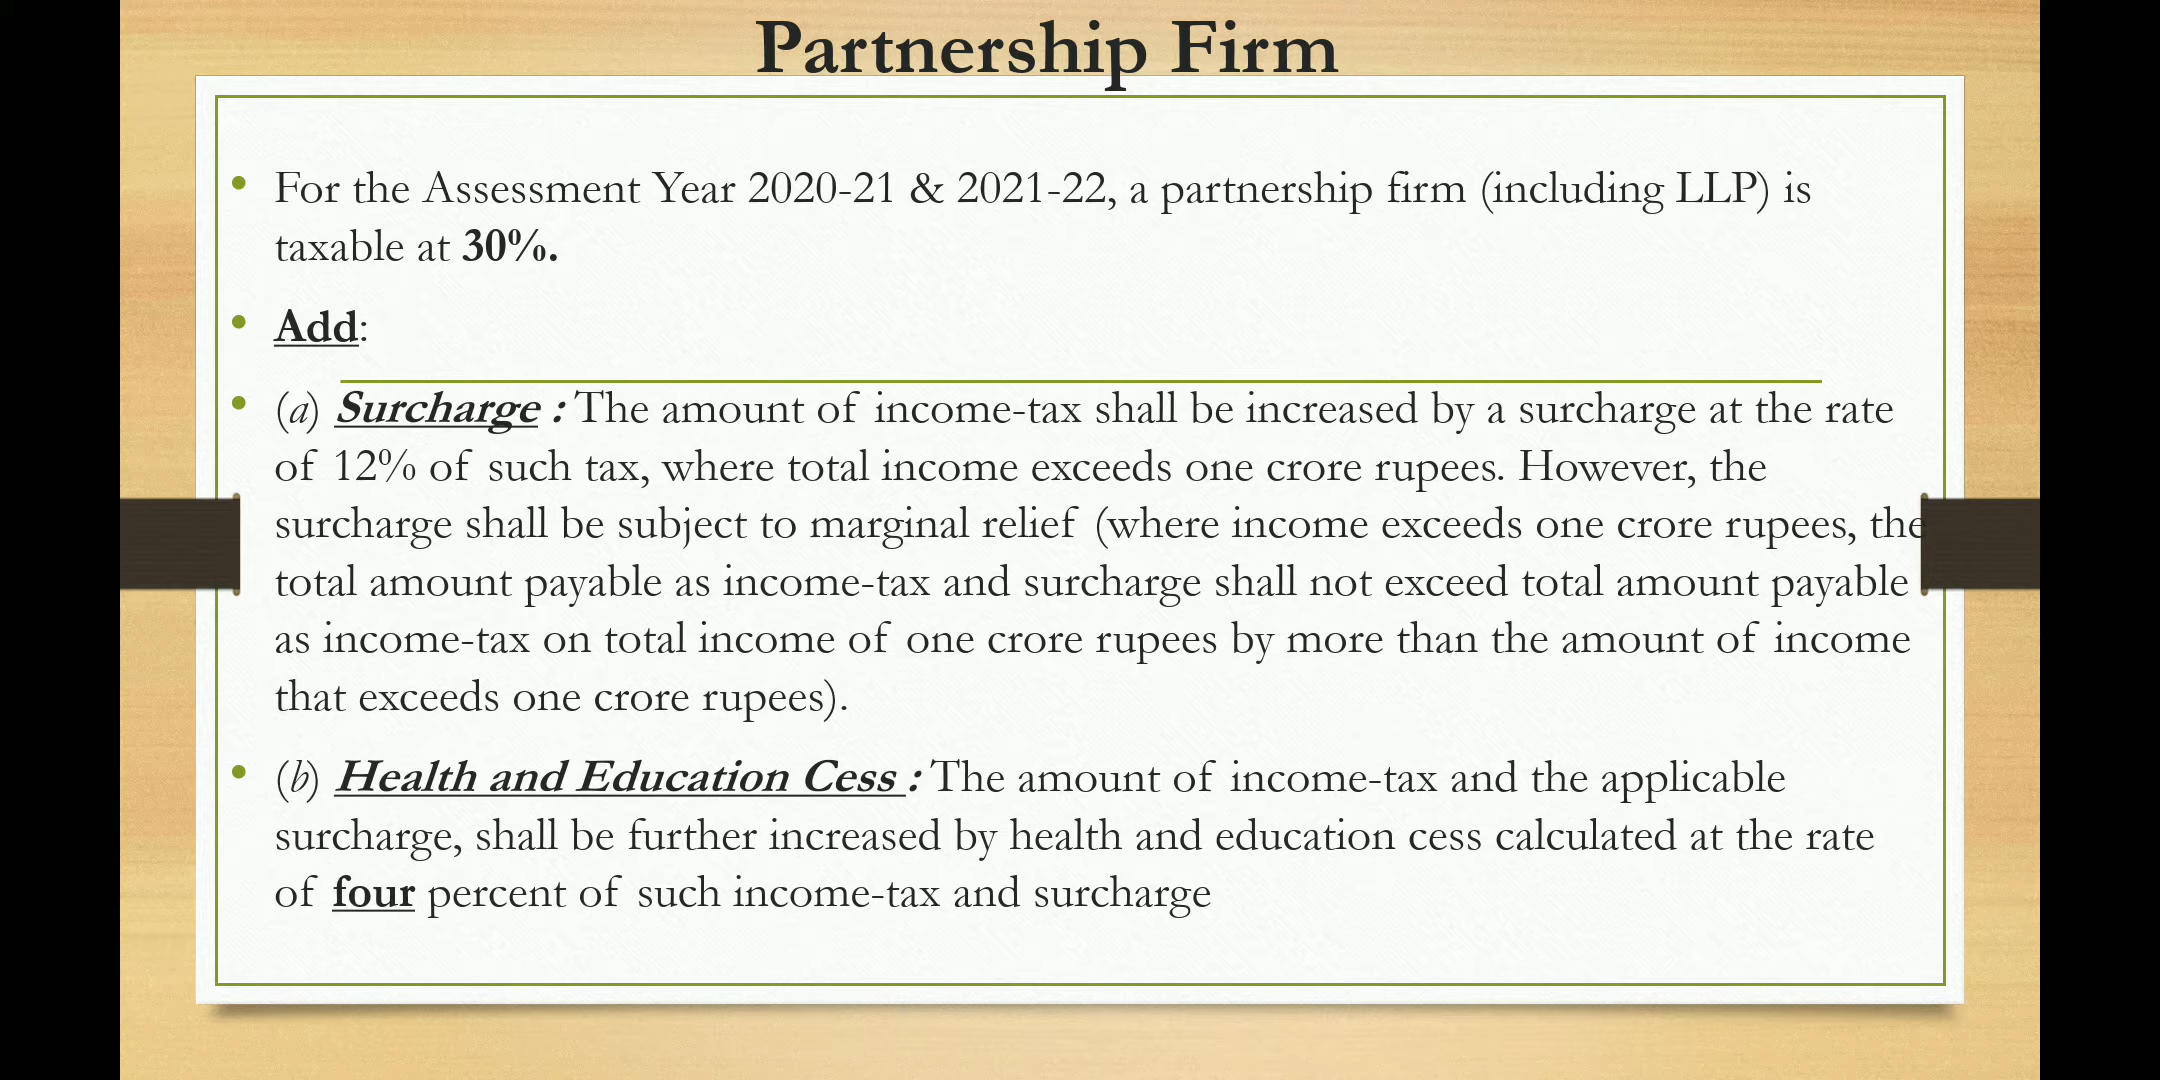 Partnership Firm
• For the Assessment Year 2020-21 & 2021-22, a partnership firm (including LLP) is
taxable at 30%.
• Add:
• (a) Surcharge : The amount of income-tax shall be increased by a surcharge at the rate
of 12% of such tax, where total income exceeds one crore rupees. However, the
surcharge shall be subject to marginal relief (where income exceeds one crore rupees, the
total amount payable as income-tax and surcharge shall not exceed total amount payable
as income-tax on total income of one crore rupees by more than the amount of income
that exceeds one crore rupees).
• (b) Health and Education Cess : The amount of income-tax and the applicable
surcharge, shall be further increased by health and education cess calculated at the rate
of four percent of such income-tax and surcharge